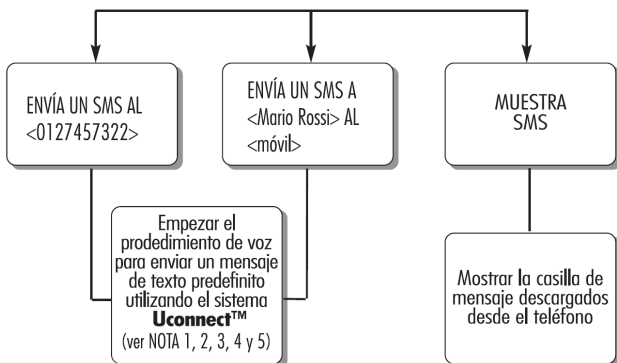 ENVÍA UN SMS AL
<0127457322>
ENVÍA UN SMS A
<Mario Rossi> AL
<móvil>
MUESTRA
SMS
Empezar el
prodedimiento de voz
para enviar un mensaje
de texto predefinito
utilizando el sistema
Uconnect™
(ver NOTA 1, 2, 3, 4 y 5)
Mostrar la casilla de
mensaje descargados
desde el teléfono